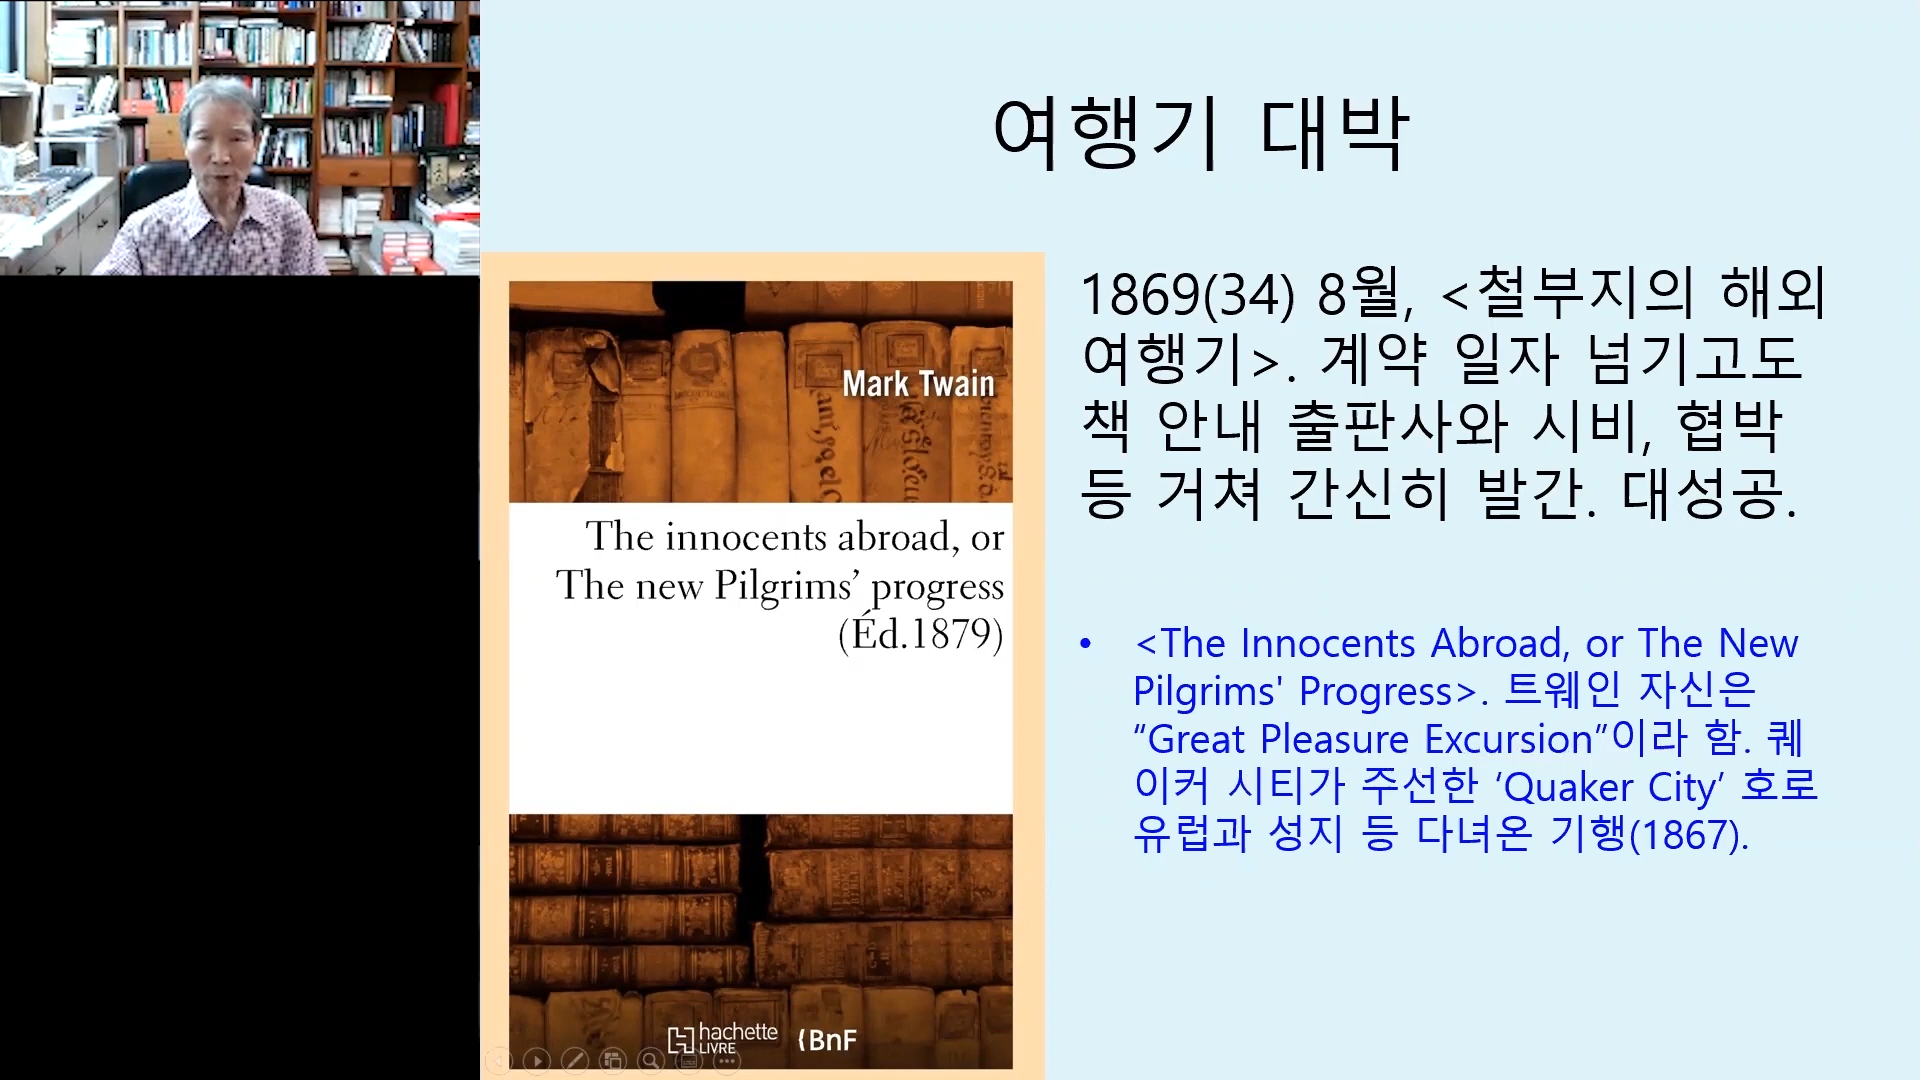 여행기 대박
1869(34) 8월, <철부지의 해외
여행기>. 계약 일자 넘기고도
책 안내 출판사와 시비, 협박
등 거쳐 간신히 발간. 대성공.
• <The Innocents Abroad, or The New
Pilgrims' Progress>. 트웨인 자신은
“Great Pleasure Excursion”이라 함. 퀘
이커 시티가 주선한 ‘Quaker City’ 호로
유럽과 성지 등 다녀온 기행(1867).
Mark Twain
The innocents abroad, or
The new Pilgrims’ progress
(Éd.1879)
hachette
LIVRE
{BnF